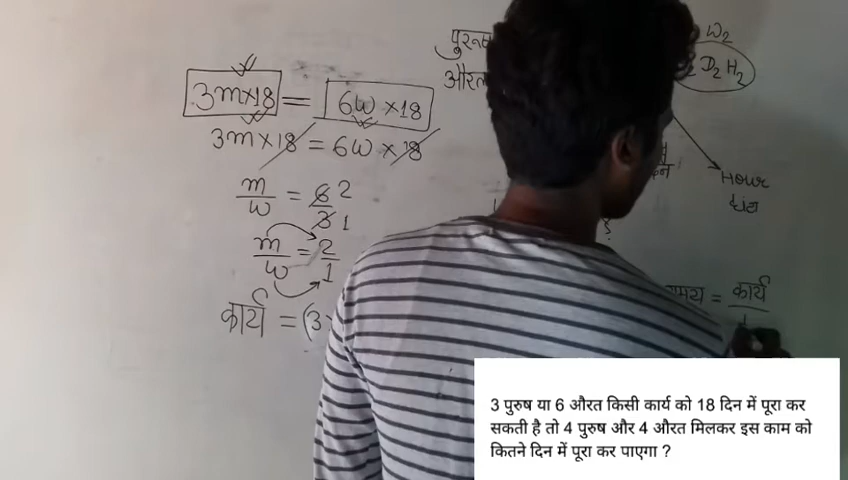 3m×18 = 6W ×18
3m×18 = 6W ×18
m/W = 6/3 2 1
m/W = 2/1
कार्य = (3
पुरूष
औरत
W2
D2 H2
Hour
घंटा
समय = कार्य
3 पुरुष या 6 औरत किसी कार्य को 18 दिन में पूरा कर
सकती है तो 4 पुरुष और 4 औरत मिलकर इस काम को
कितने दिन में पूरा कर पाएगा ?